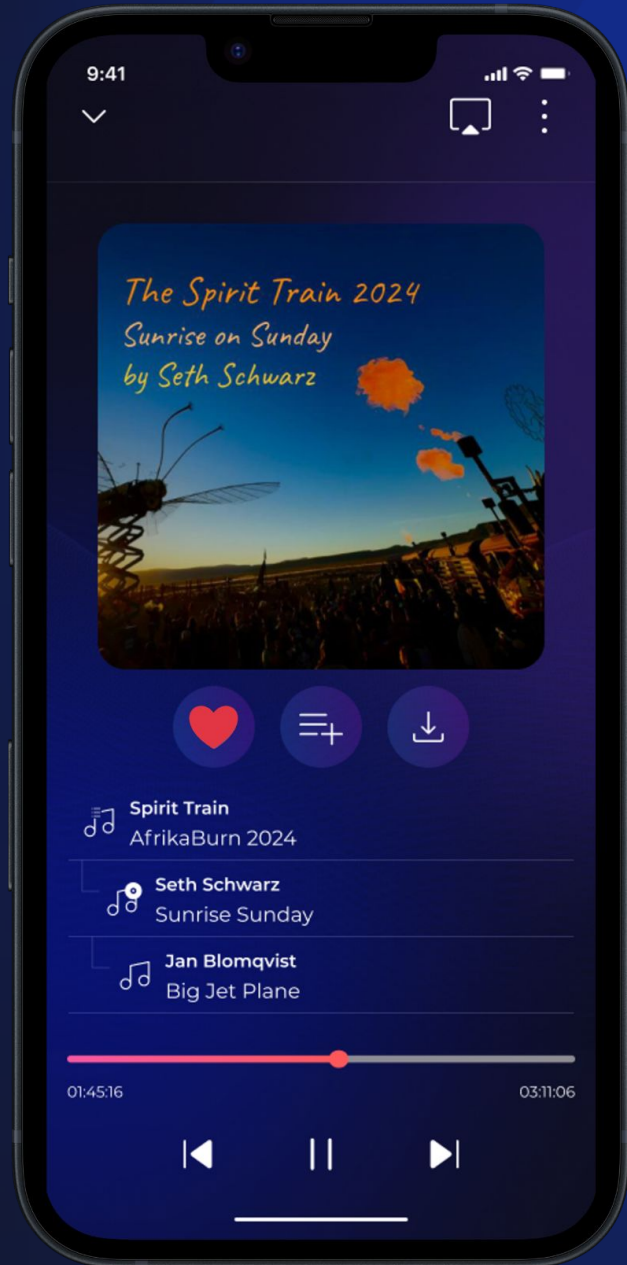 9:41
The Spirit Train 2024
Sunrise on Sunday
by Seth Schwarz
Spirit Train
AfrikaBurn 2024
Seth Schwarz
Sunrise Sunday
Jan Blomqvist
Big Jet Plane
01:45:16 03:11:06